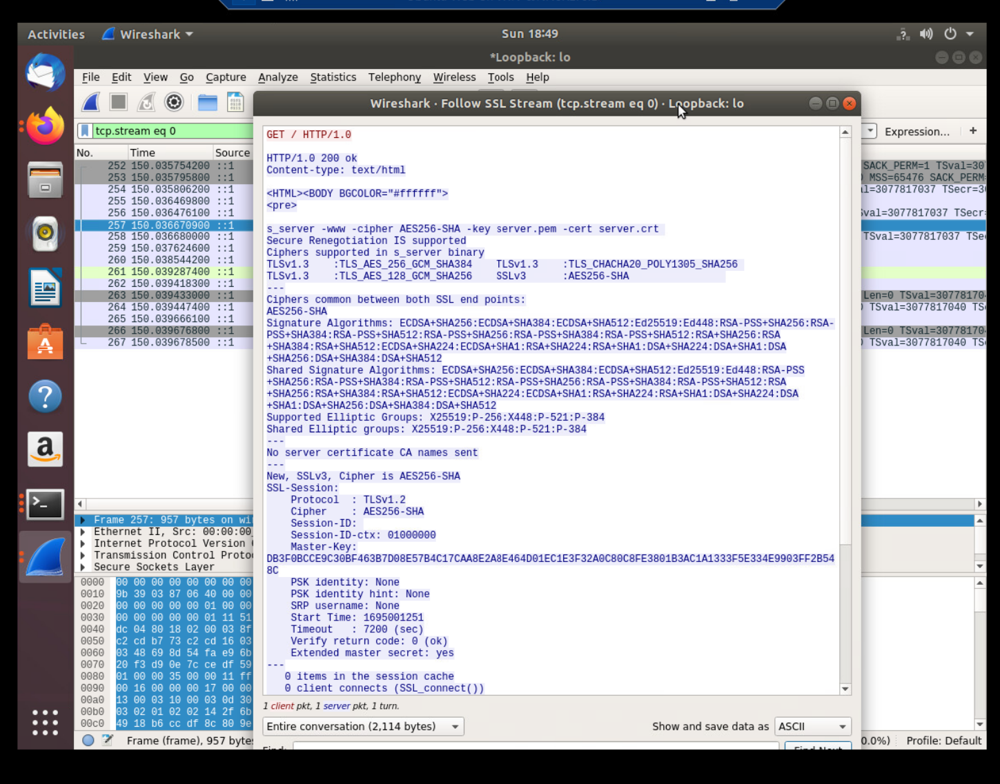 Activities
Wireshark
Sun 18:49
*Loopback: lo
File Edit View Go Capture Analyze Statistics Telephony Wireless Tools Help
Wireshark · Follow SSL Stream (tcp.stream eq 0) · Loopback: lo
tcp.stream eq 0
Expression... +
No. Time Source
252 150.035754200 ::1
253 150.035795800 ::1
254 150.035806200 ::1
255 150.036469800 ::1
256 150.036476100 ::1
257 150.036670900 ::1
258 150.036680000 ::1
259 150.037624600 ::1
260 150.038544200 ::1
261 150.039287400 ::1
262 150.039418300 ::1
263 150.039433000 ::1
264 150.039447400 ::1
265 150.039666100 ::1
266 150.039676800 ::1
267 150.039678500 ::1
SACK_PERM=1 TSval=30
MSS=65476 SACK_PERM
l=3077817037 TSecr=3
Sval=3077817037 TSecr
TSval=3077817037 TSe
Len=0 TSval=307781704
TSval=3077817040 TS
Len=0 TSval=307781704
TSval=3077817040 TS
GET / HTTP/1.0
HTTP/1.0 200 ok
Content-type: text/html
<HTML><BODY BGCOLOR="#ffffff">
<pre>
s_server -www -cipher AES256-SHA -key server.pem -cert server.crt
Secure Renegotiation IS supported
Ciphers supported in s_server binary
TLSv1.3    :TLS_AES_256_GCM_SHA384    TLSv1.3    :TLS_CHACHA20_POLY1305_SHA256
TLSv1.3    :TLS_AES_128_GCM_SHA256    SSLv3      :AES256-SHA
---
Ciphers common between both SSL end points:
AES256-SHA
Signature Algorithms: ECDSA+SHA256:ECDSA+SHA384:ECDSA+SHA512:Ed25519:Ed448:RSA-PSS+SHA256:RSA-
PSS+SHA384:RSA-PSS+SHA512:RSA-PSS+SHA256:RSA-PSS+SHA384:RSA-PSS+SHA512:RSA+SHA256:RSA
+SHA384:RSA+SHA512:ECDSA+SHA224:ECDSA+SHA1:RSA+SHA224:RSA+SHA1:DSA+SHA224:DSA+SHA1:DSA
+SHA256:DSA+SHA384:DSA+SHA512
Shared Signature Algorithms: ECDSA+SHA256:ECDSA+SHA384:ECDSA+SHA512:Ed25519:Ed448:RSA-PSS
+SHA256:RSA-PSS+SHA384:RSA-PSS+SHA512:RSA-PSS+SHA256:RSA-PSS+SHA384:RSA-PSS+SHA512:RSA
+SHA256:RSA+SHA384:RSA+SHA512:ECDSA+SHA224:ECDSA+SHA1:RSA+SHA224:RSA+SHA1:DSA+SHA224:DSA
+SHA1:DSA+SHA256:DSA+SHA384:DSA+SHA512
Supported Elliptic Groups: X25519:P-256:X448:P-521:P-384
Shared Elliptic groups: X25519:P-256:X448:P-521:P-384
---
No server certificate CA names sent
---
New, SSLv3, Cipher is AES256-SHA
SSL-Session:
Protocol  : TLSv1.2
Cipher    : AES256-SHA
Session-ID:
Session-ID-ctx: 01000000
Master-Key:
DB3F0BCCE9C30BF463B7D08E57B4C17CAA8E2A8E464D01EC1E3F32A0C80C8FE3801B3AC1A1333F5E334E9903FF2B54
8C
PSK identity: None
PSK identity hint: None
SRP username: None
Start Time: 1695001251
Timeout   : 7200 (sec)
Verify return code: 0 (ok)
Extended master secret: yes
---
0 items in the session cache
0 client connects (SSL_connect())
Frame 257: 957 bytes on wi
Ethernet II, Src: 00:00:00
Internet Protocol Version
Transmission Control Proto
Secure Sockets Layer
0000 00 00 00 00 00 00 00 00
0010 9b 39 03 87 06 40 00 00
0020 00 00 00 00 00 01 00 00
0030 00 00 00 00 00 01 11 51
0040 dc 04 80 18 02 00 03 8f
0050 c2 cd b7 73 c2 cd 16 03
0060 03 48 69 8d 54 fa e9 6b
0070 20 f3 d9 0e 7c ce df 59
0080 01 00 00 35 00 00 11 ff
0090 00 16 00 00 00 17 00 00
00a0 13 00 03 10 00 03 0d 30
00b0 03 02 01 02 02 14 2f 6b
00c0 49 18 b6 cc df 8c 80 9e
1 client pkt, 1 server pkt, 1 turn.
Entire conversation (2,114 bytes)
Show and save data as ASCII
Find:
Find Next
Frame (frame), 957 byte
0.0%) Profile: Default